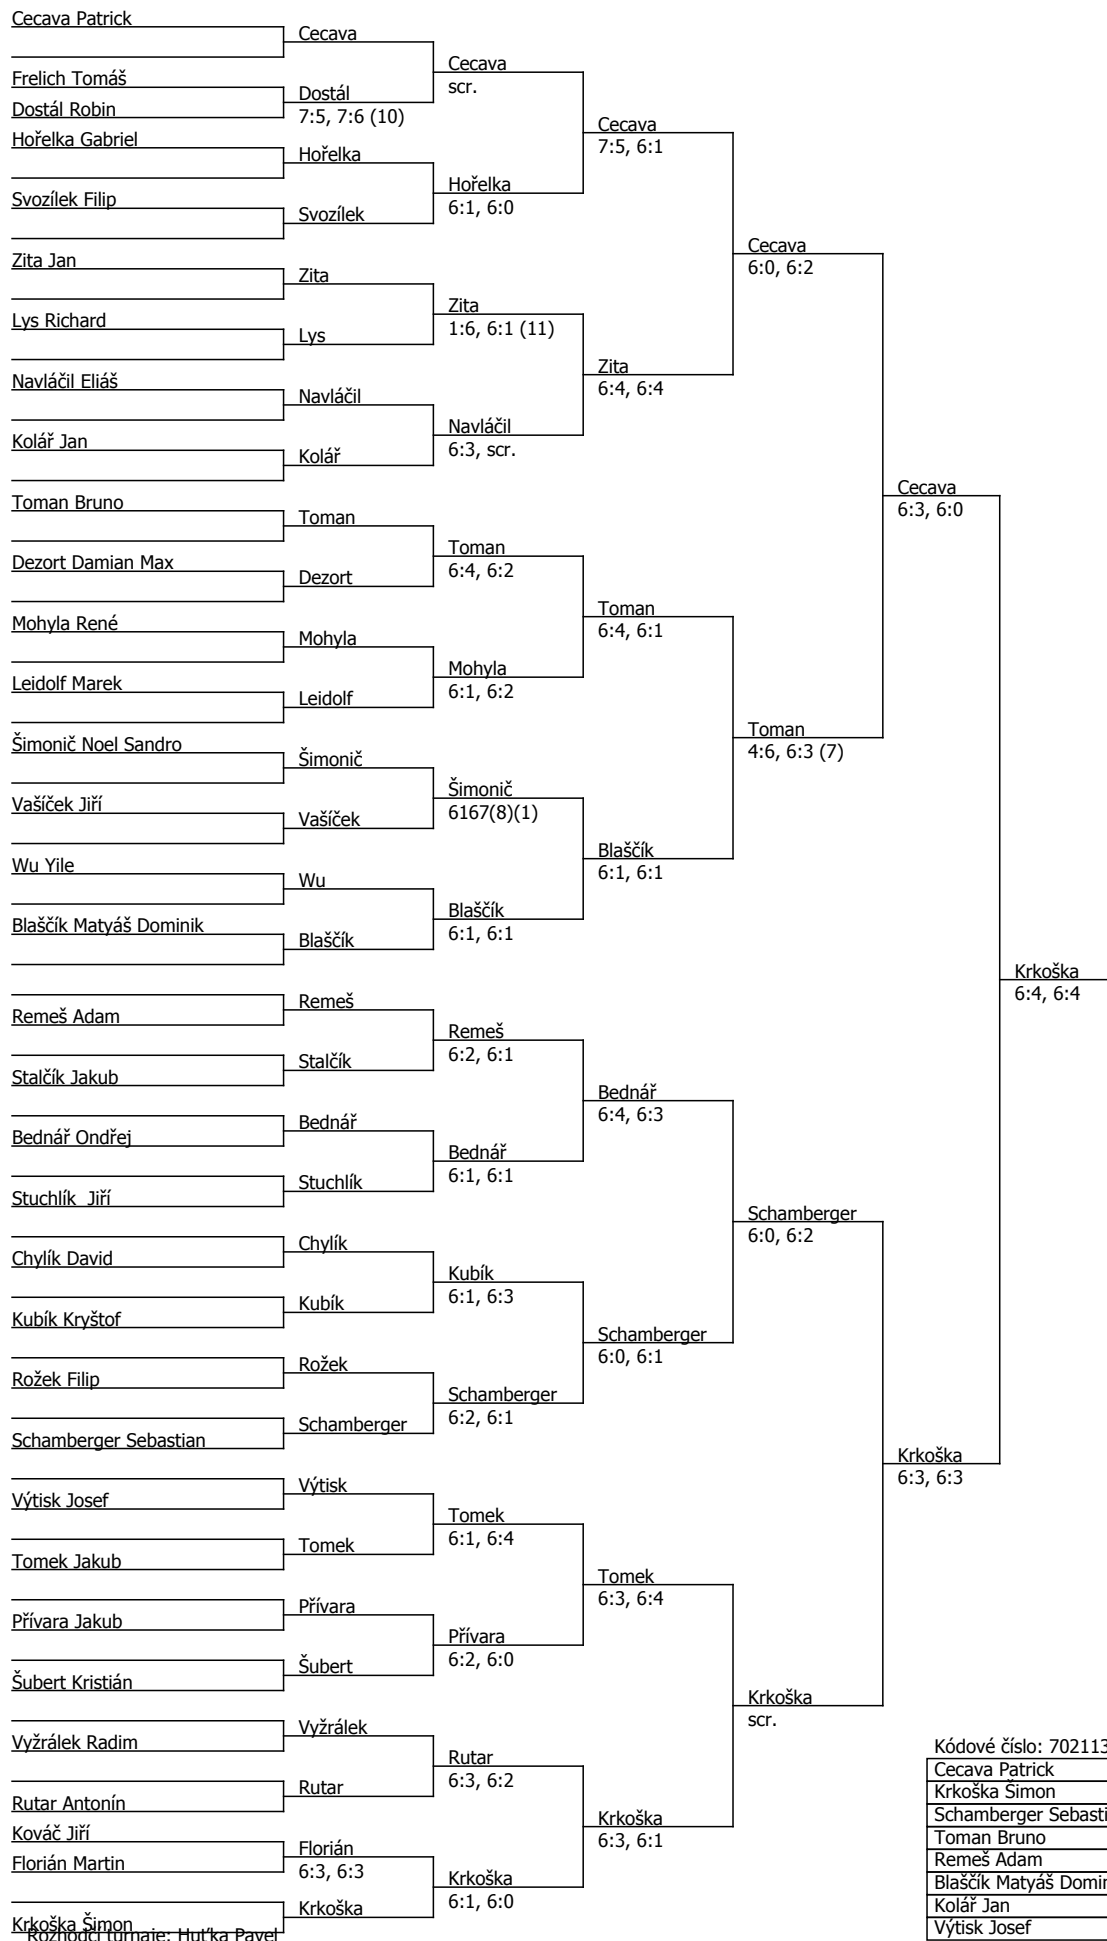 Cecava Patrick
Frelich Tomáš
Dostál Robin
Hořelka Gabriel
Svozílek Filip
Zita Jan
Lys Richard
Navláčil Eliáš
Kolář Jan
Toman Bruno
Dezort Damian Max
Mohyla René
Leidolf Marek
Šimonič Noel Sandro
Vašíček Jiří
Wu Yile
Blaščík Matyáš Dominik
Remeš Adam
Stalčík Jakub
Bednář Ondřej
Stuchlík  Jiří
Chylík David
Kubík Kryštof
Rožek Filip
Schamberger Sebastian
Výtisk Josef
Tomek Jakub
Přívara Jakub
Šubert Kristián
Vyžrálek Radim
Rutar Antonín
Kováč Jiří
Florián Martin
Krkoška Šimon
Rozhodčí turnaje: Huťka Pavel
Cecava
Dostál
7:5, 7:6 (10)
Hořelka
Svozílek
Zita
Lys
Navláčil
Kolář
Toman
Dezort
Mohyla
Leidolf
Šimonič
Vašíček
Wu
Blaščík
Remeš
Stalčík
Bednář
Stuchlík
Chylík
Kubík
Rožek
Schamberger
Výtisk
Tomek
Přívara
Šubert
Vyžrálek
Rutar
Florián
6:3, 6:3
Krkoška
Cecava
scr.
Hořelka
6:1, 6:0
Zita
1:6, 6:1 (11)
Navláčil
6:3, scr.
Toman
6:4, 6:2
Mohyla
6:1, 6:2
Šimonič
6167(8)(1)
Blaščík
6:1, 6:1
Remeš
6:2, 6:1
Bednář
6:1, 6:1
Kubík
6:1, 6:3
Schamberger
6:2, 6:1
Tomek
6:1, 6:4
Přívara
6:2, 6:0
Rutar
6:3, 6:2
Krkoška
6:1, 6:0
Cecava
7:5, 6:1
Zita
6:4, 6:4
Toman
6:4, 6:1
Blaščík
6:1, 6:1
Bednář
6:4, 6:3
Schamberger
6:0, 6:1
Tomek
6:3, 6:4
Krkoška
6:3, 6:1
Cecava
6:0, 6:2
Toman
4:6, 6:3 (7)
Schamberger
6:0, 6:2
Krkoška
scr.
Cecava
6:3, 6:0
Krkoška
6:3, 6:3
Krkoška
6:4, 6:4
Kódové číslo: 702113
Cecava Patrick
Krkoška Šimon
Schamberger Sebasti
Toman Bruno
Remeš Adam
Blaščík Matyáš Domin
Kolář Jan
Výtisk Josef